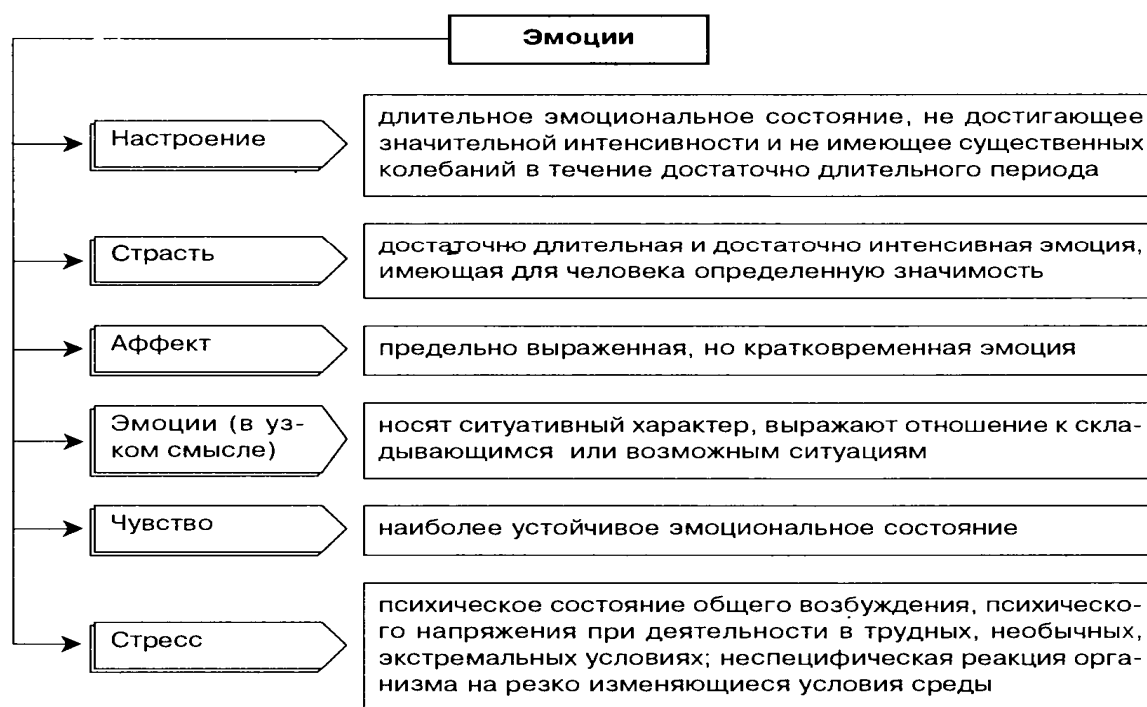 Эмоции
Настроение
длительное эмоциональное состояние, не достигающее
значительной интенсивности и не имеющее существенных
колебаний в течение достаточно длительного периода
Страсть
достаточно длительная и достаточно интенсивная эмоция,
имеющая для человека определенную значимость
Аффект
предельно выраженная, но кратковременная эмоция
Эмоции (в уз-
ком смысле)
носят ситуативный характер, выражают отношение к скла-
дывающимся или возможным ситуациям
Чувство
наиболее устойчивое эмоциональное состояние
Стресс
психическое состояние общего возбуждения, психическо-
го напряжения при деятельности в трудных, необычных,
экстремальных условиях; неспецифическая реакция орга-
низма на резко изменяющиеся условия среды